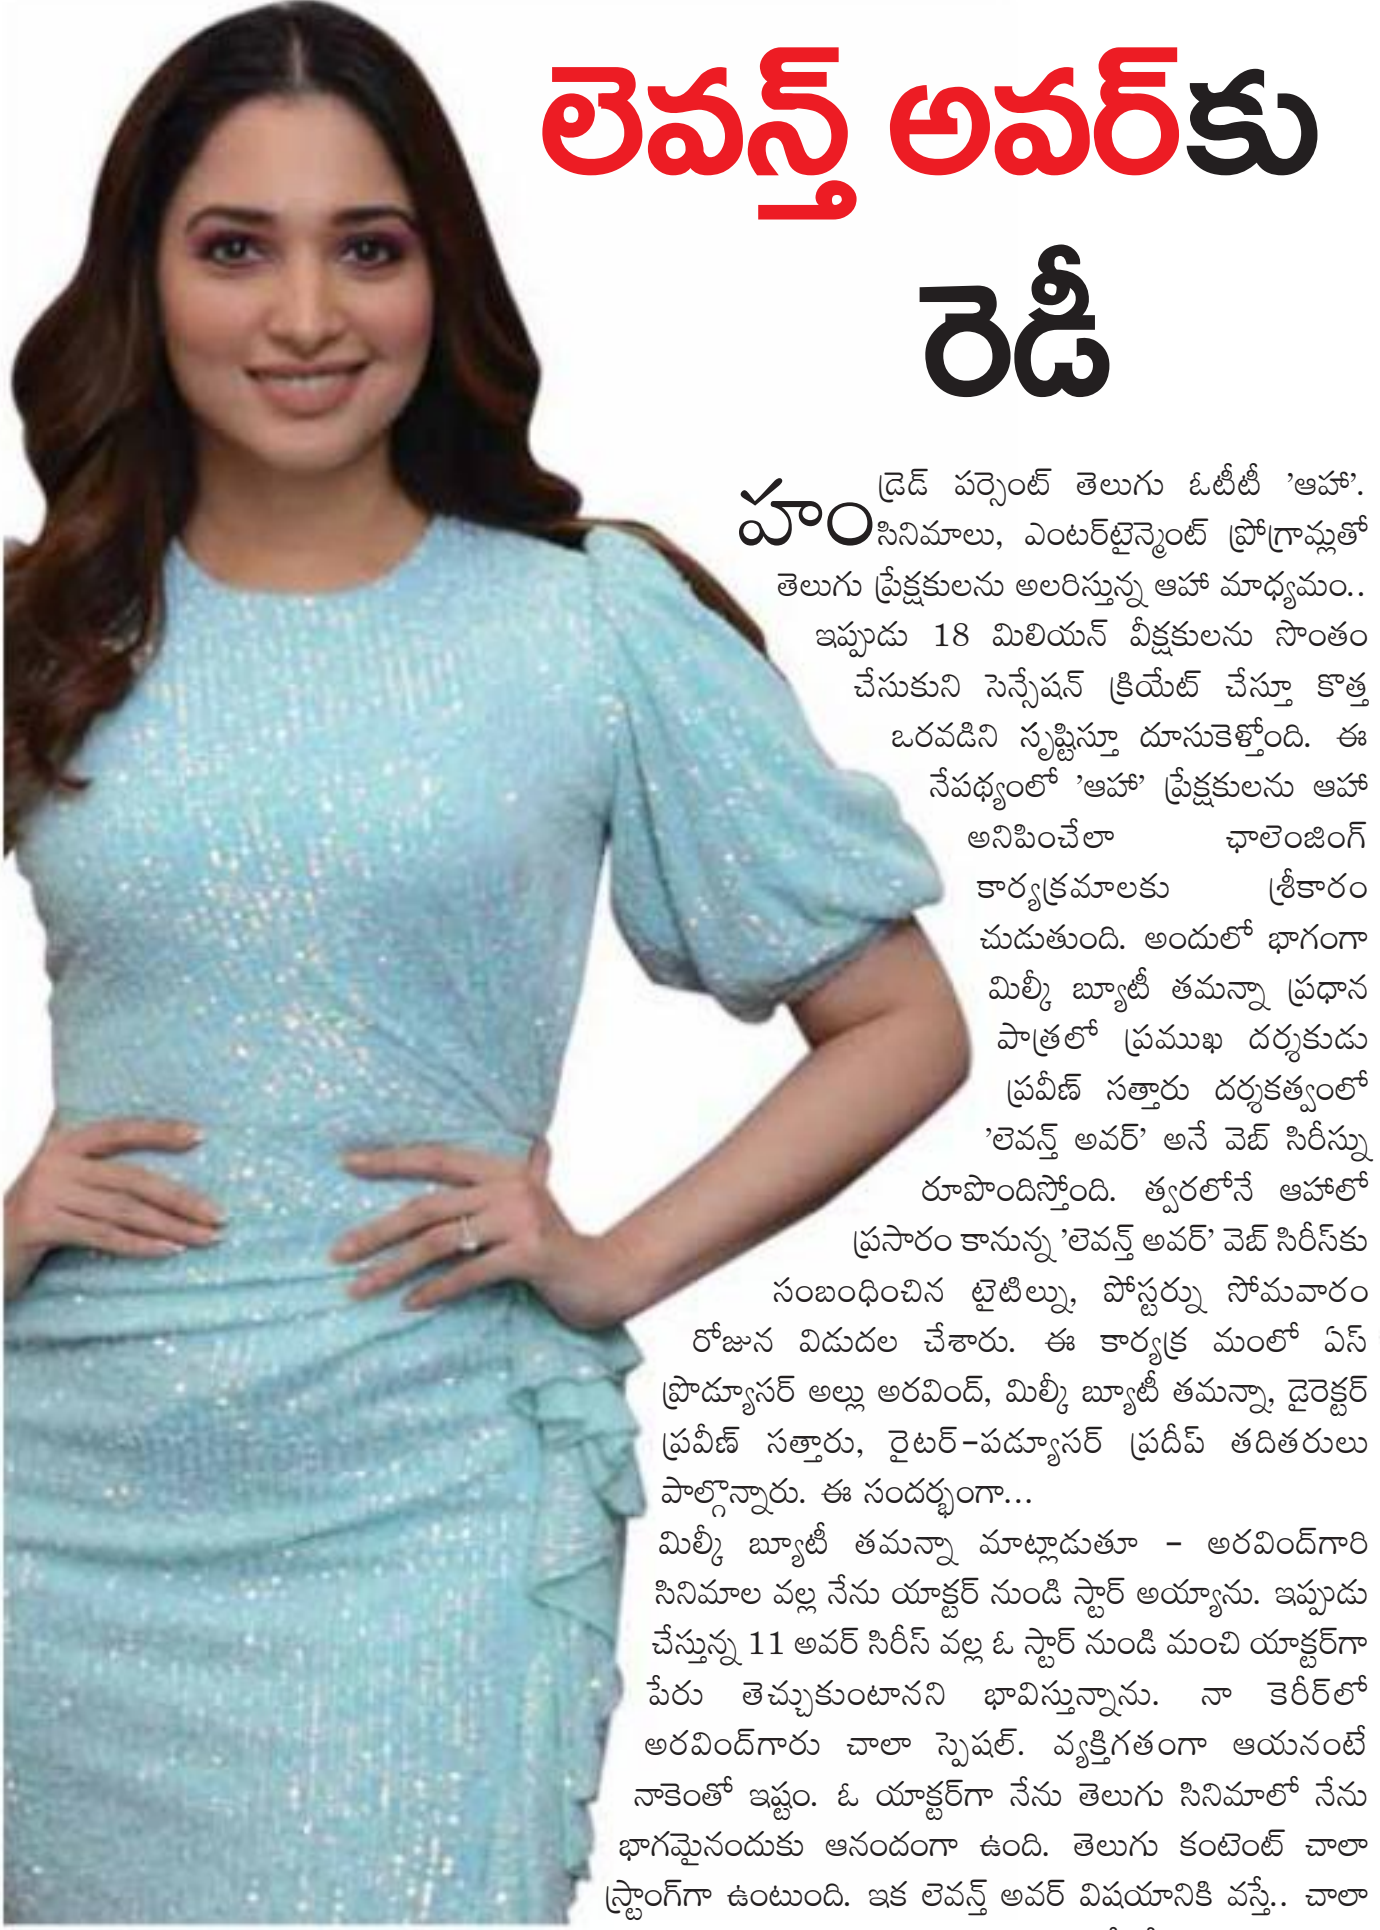 లెవన్త్ అవర్‌కు
రెడీ
హండ్రెడ్ పర్సెంట్ తెలుగు ఓటీటీ ’ఆహా’.
సినిమాలు, ఎంటర్‌టైన్మెంట్ ప్రోగ్రామ్లతో
తెలుగు ప్రేక్షకులను అలరిస్తున్న ఆహా మాధ్యమం..
ఇప్పుడు 18 మిలియన్ వీక్షకులను సొంతం
చేసుకుని సెన్సేషన్ క్రియేట్ చేస్తూ కొత్త
ఒరవడిని సృష్టిస్తూ దూసుకెళ్తోంది. ఈ
నేపథ్యంలో ’ఆహా’ ప్రేక్షకులను ఆహా
అనిపించేలా ఛాలెంజింగ్
కార్యక్రమాలకు శ్రీకారం
చుడుతుంది. అందులో భాగంగా
మిల్కీ బ్యూటీ తమన్నా ప్రధాన
పాత్రలో ప్రముఖ దర్శకుడు
ప్రవీణ్ సత్తారు దర్శకత్వంలో
’లెవన్త్ అవర్’ అనే వెబ్ సిరీస్ను
రూపొందిస్తోంది. త్వరలోనే ఆహాలో
ప్రసారం కానున్న ’లెవన్త్ అవర్’ వెబ్ సిరీస్‌కు
సంబంధించిన టైటిల్ను, పోస్టర్ను సోమవారం
రోజున విడుదల చేశారు. ఈ కార్యక్ర మంలో ఏస్
ప్రొడ్యూసర్ అల్లు అరవింద్, మిల్కీ బ్యూటీ తమన్నా, డైరెక్టర్
ప్రవీణ్ సత్తారు, రైటర్-పడ్యూసర్ ప్రదీప్ తదితరులు
పాల్గొన్నారు. ఈ సందర్భంగా...
మిల్కీ బ్యూటీ తమన్నా మాట్లాడుతూ - అరవింద్‌గారి
సినిమాల వల్ల నేను యాక్టర్ నుండి స్టార్ అయ్యాను. ఇప్పుడు
చేస్తున్న 11 అవర్ సిరీస్ వల్ల ఓ స్టార్ నుండి మంచి యాక్టర్‌గా
పేరు తెచ్చుకుంటానని భావిస్తున్నాను. నా కెరీర్‌లో
అరవింద్‌గారు చాలా స్పెషల్. వ్యక్తిగతంగా ఆయనంటే
నాకెంతో ఇష్టం. ఓ యాక్టర్‌గా నేను తెలుగు సినిమాలో నేను
భాగమైనందుకు ఆనందంగా ఉంది. తెలుగు కంటెంట్ చాలా
స్ట్రాంగ్‌గా ఉంటుంది. ఇక లెవన్త్ అవర్ విషయానికి వస్తే.. చాలా